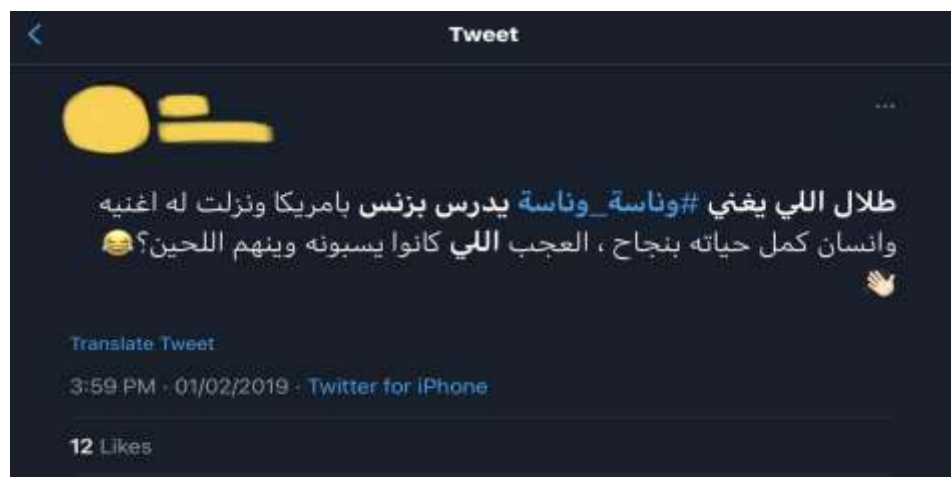 Tweet
طلال اللي يغني #وناسة_وناسة يدرس بزنس بامريكا ونزلت له اغنيه
وانسان كمل حياته بنجاح ، العجب اللي كانوا يسبونه وينهم اللحين؟😂
👋🏻
Translate Tweet
3:59 PM · 01/02/2019 · Twitter for iPhone
12 Likes